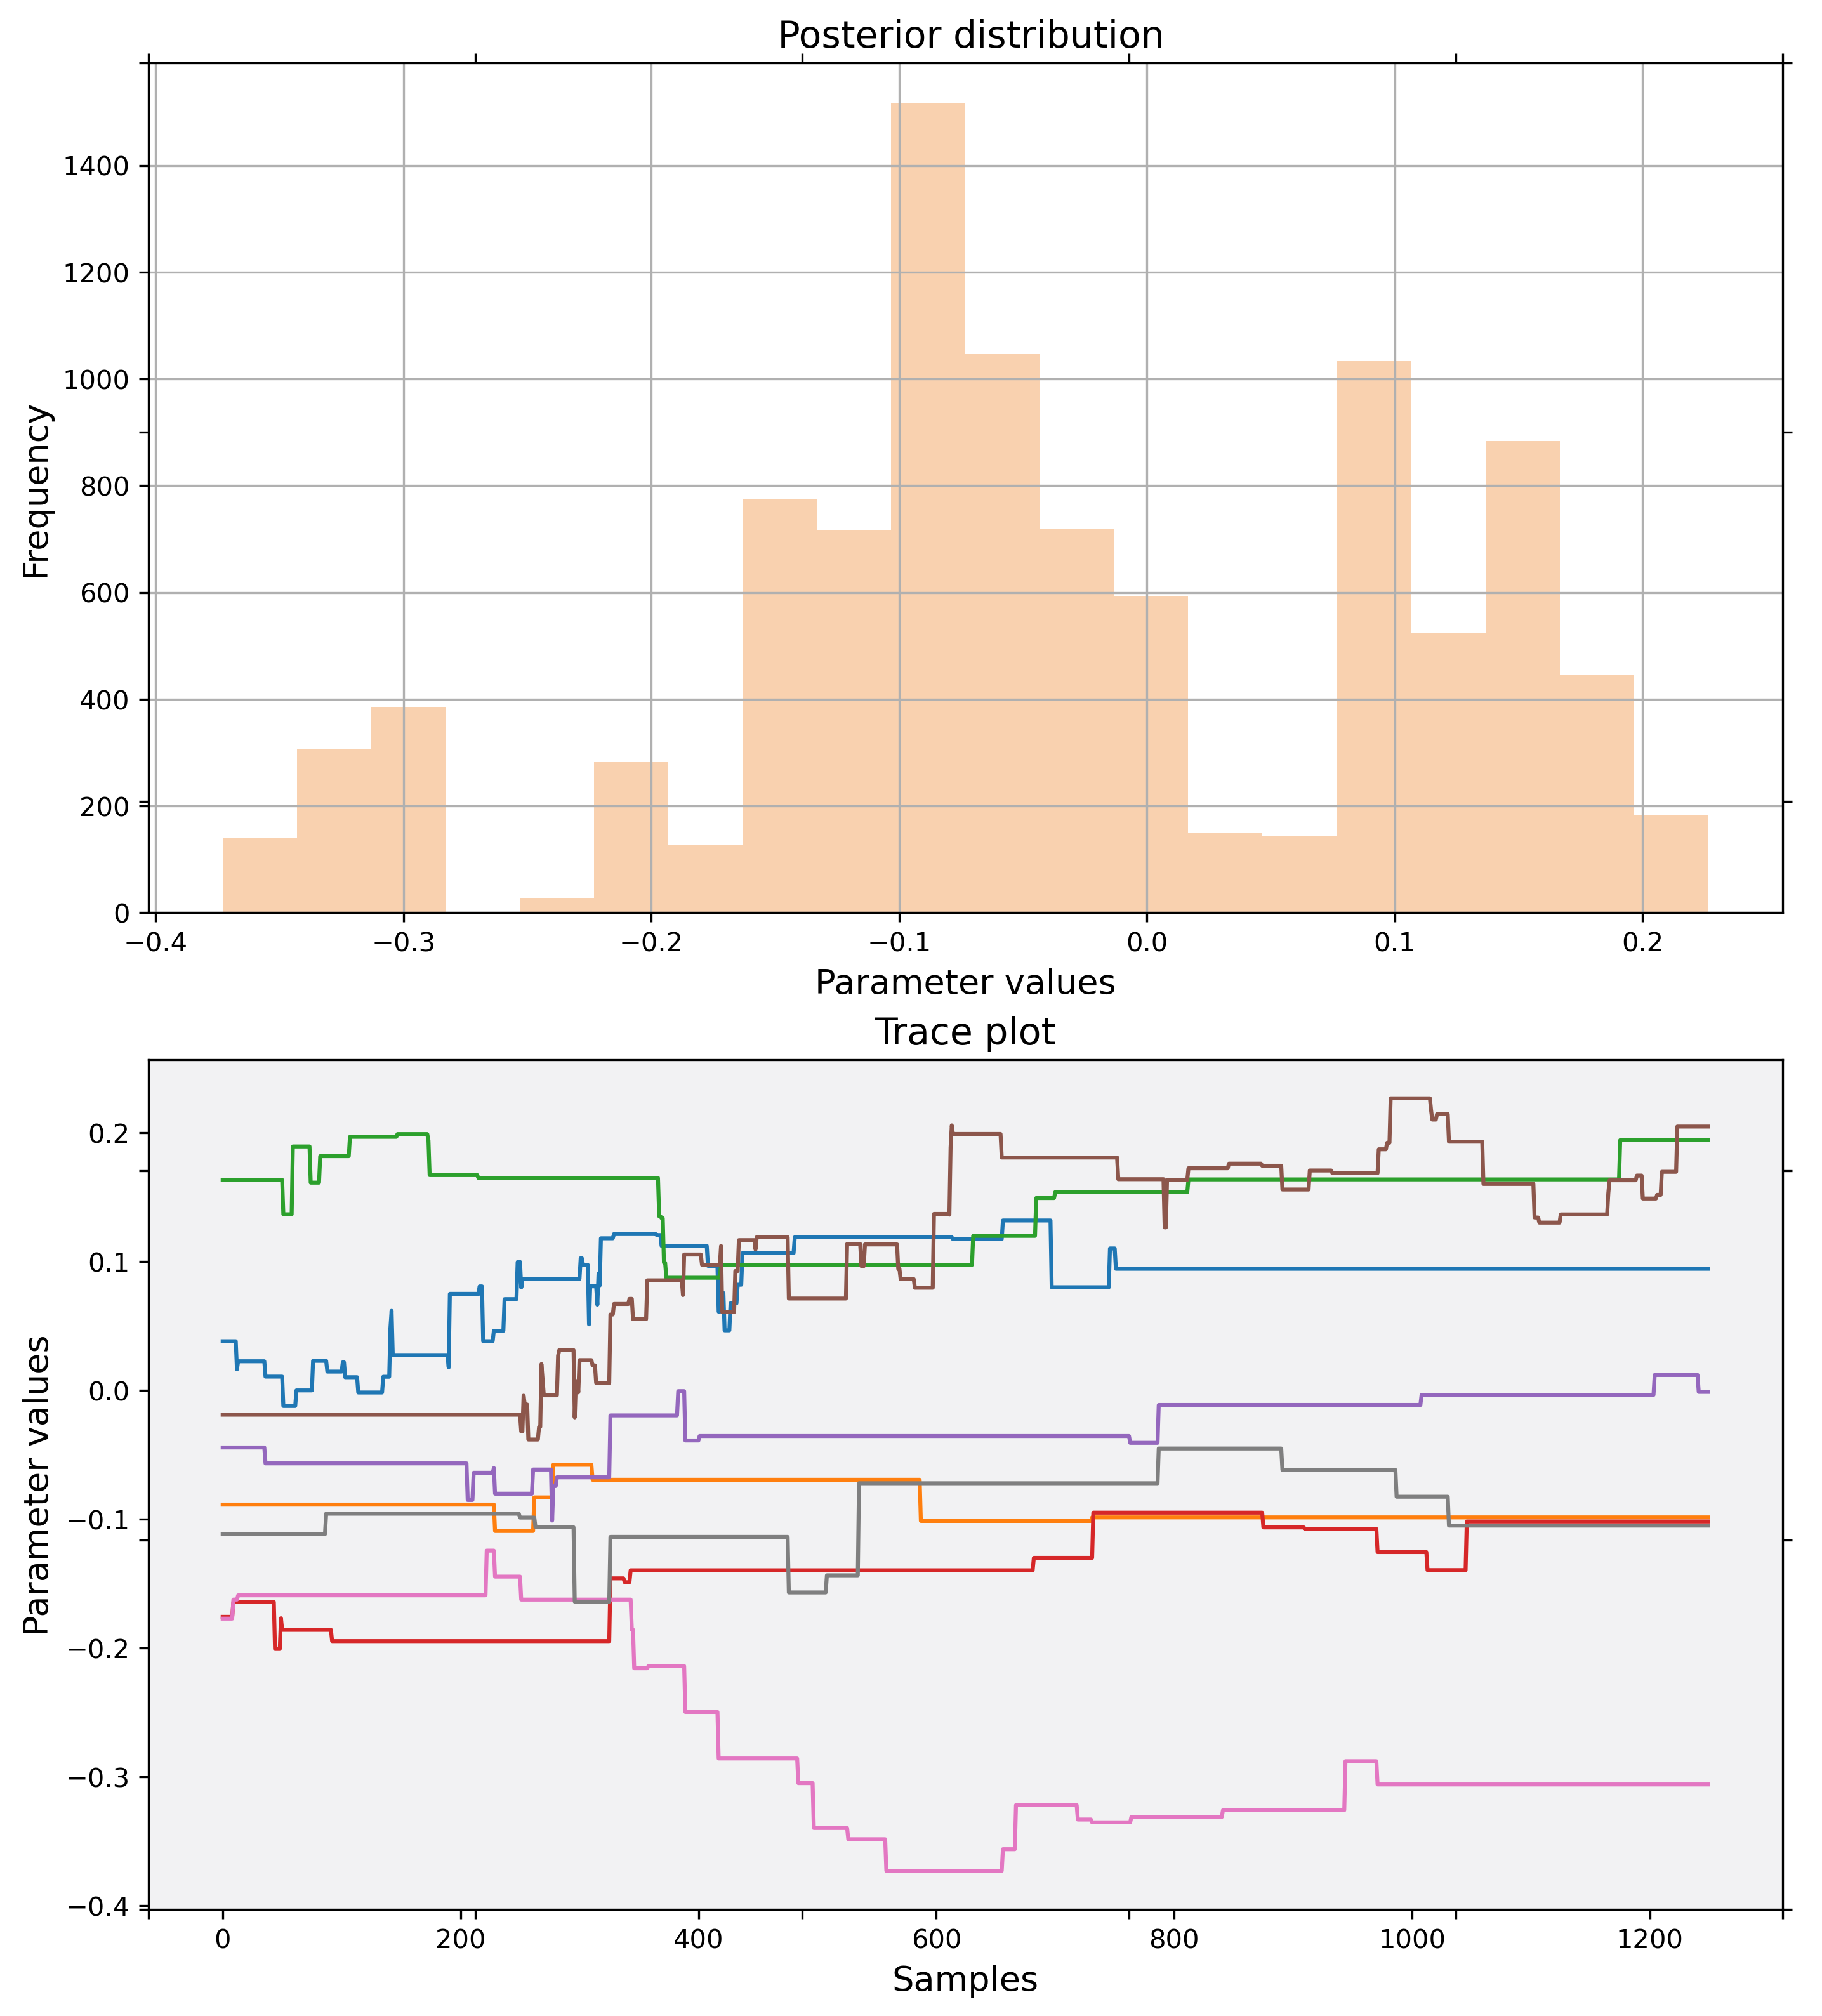 Posterior distribution
1400
1200
1000
800
600
400
200
0
Frequency
−0.4 −0.3 −0.2 −0.1 0.0 0.1 0.2
Parameter values
Trace plot
0.2
0.1
0.0
−0.1
−0.2
−0.3
−0.4
Parameter values
0 200 400 600 800 1000 1200
Samples